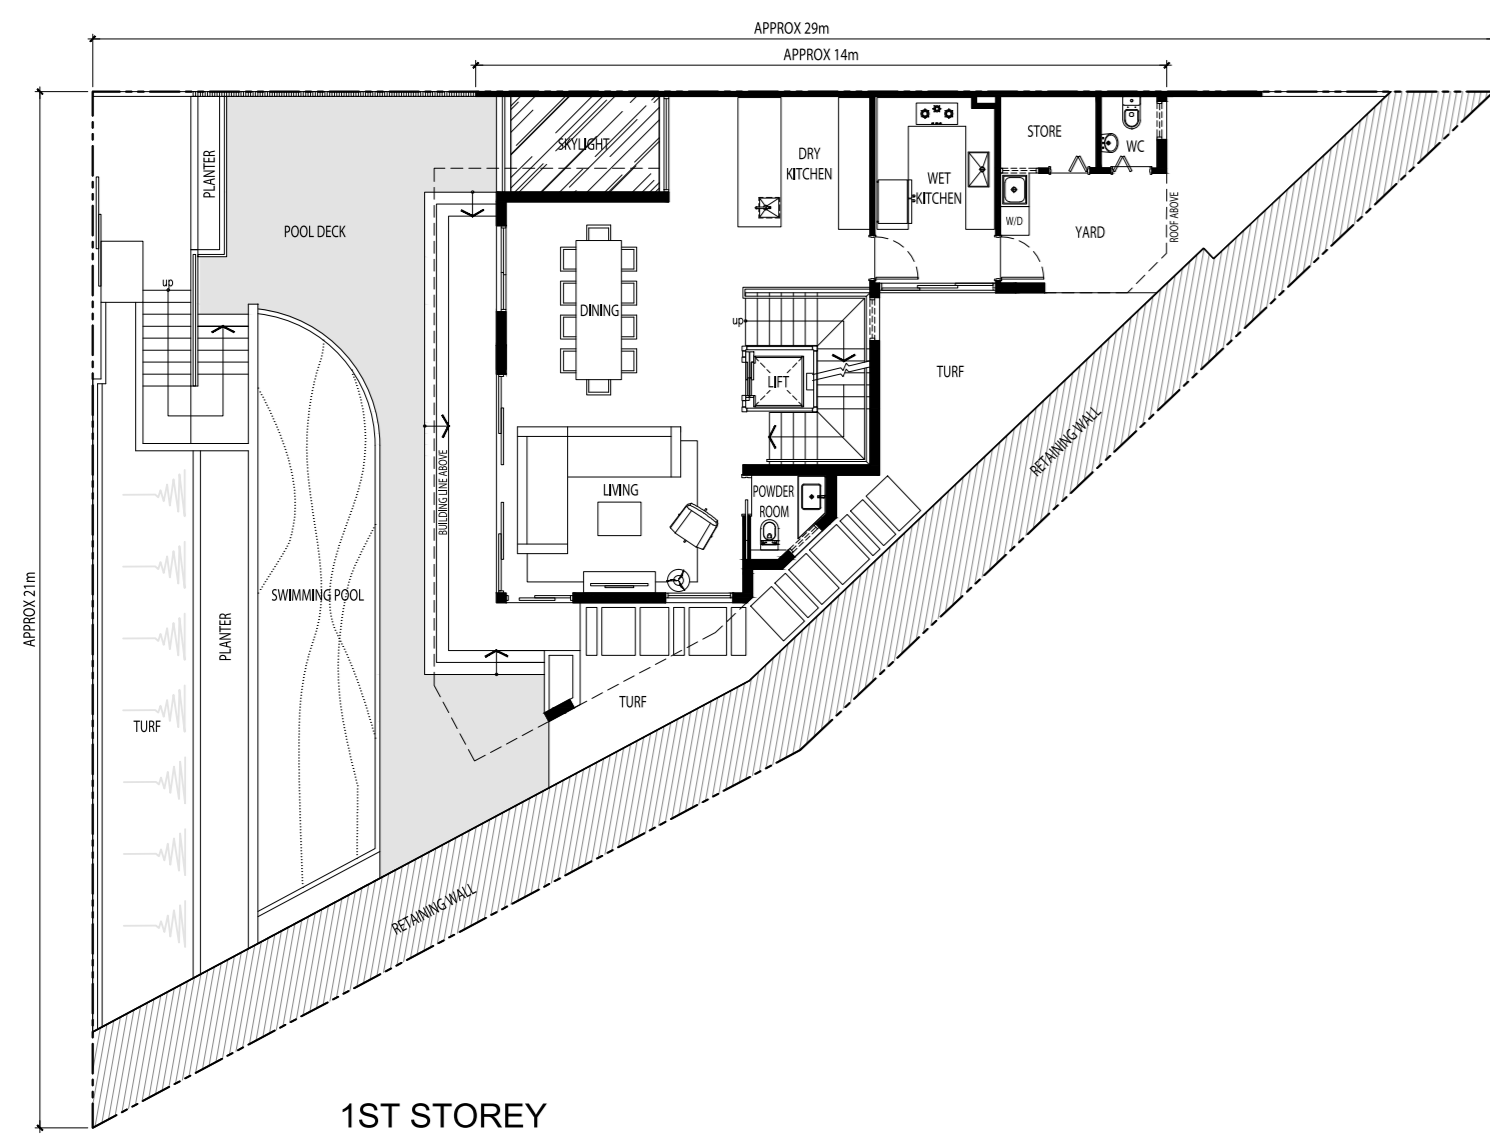 APPROX 29m
APPROX 14m
SKYLIGHT
STORE
WC
DRY
KITCHEN
PLANTER
WET
KITCHEN
W/D
YARD
ROOF ABOVE
POOL DECK
up
DINING
up
LIFT
TURF
RETAINING WALL
BUILDING LINE ABOVE
LIVING
POWDER
ROOM
APPROX 21m
SWIMMING POOL
PLANTER
TURF
TURF
RETAINING WALL
1ST STOREY